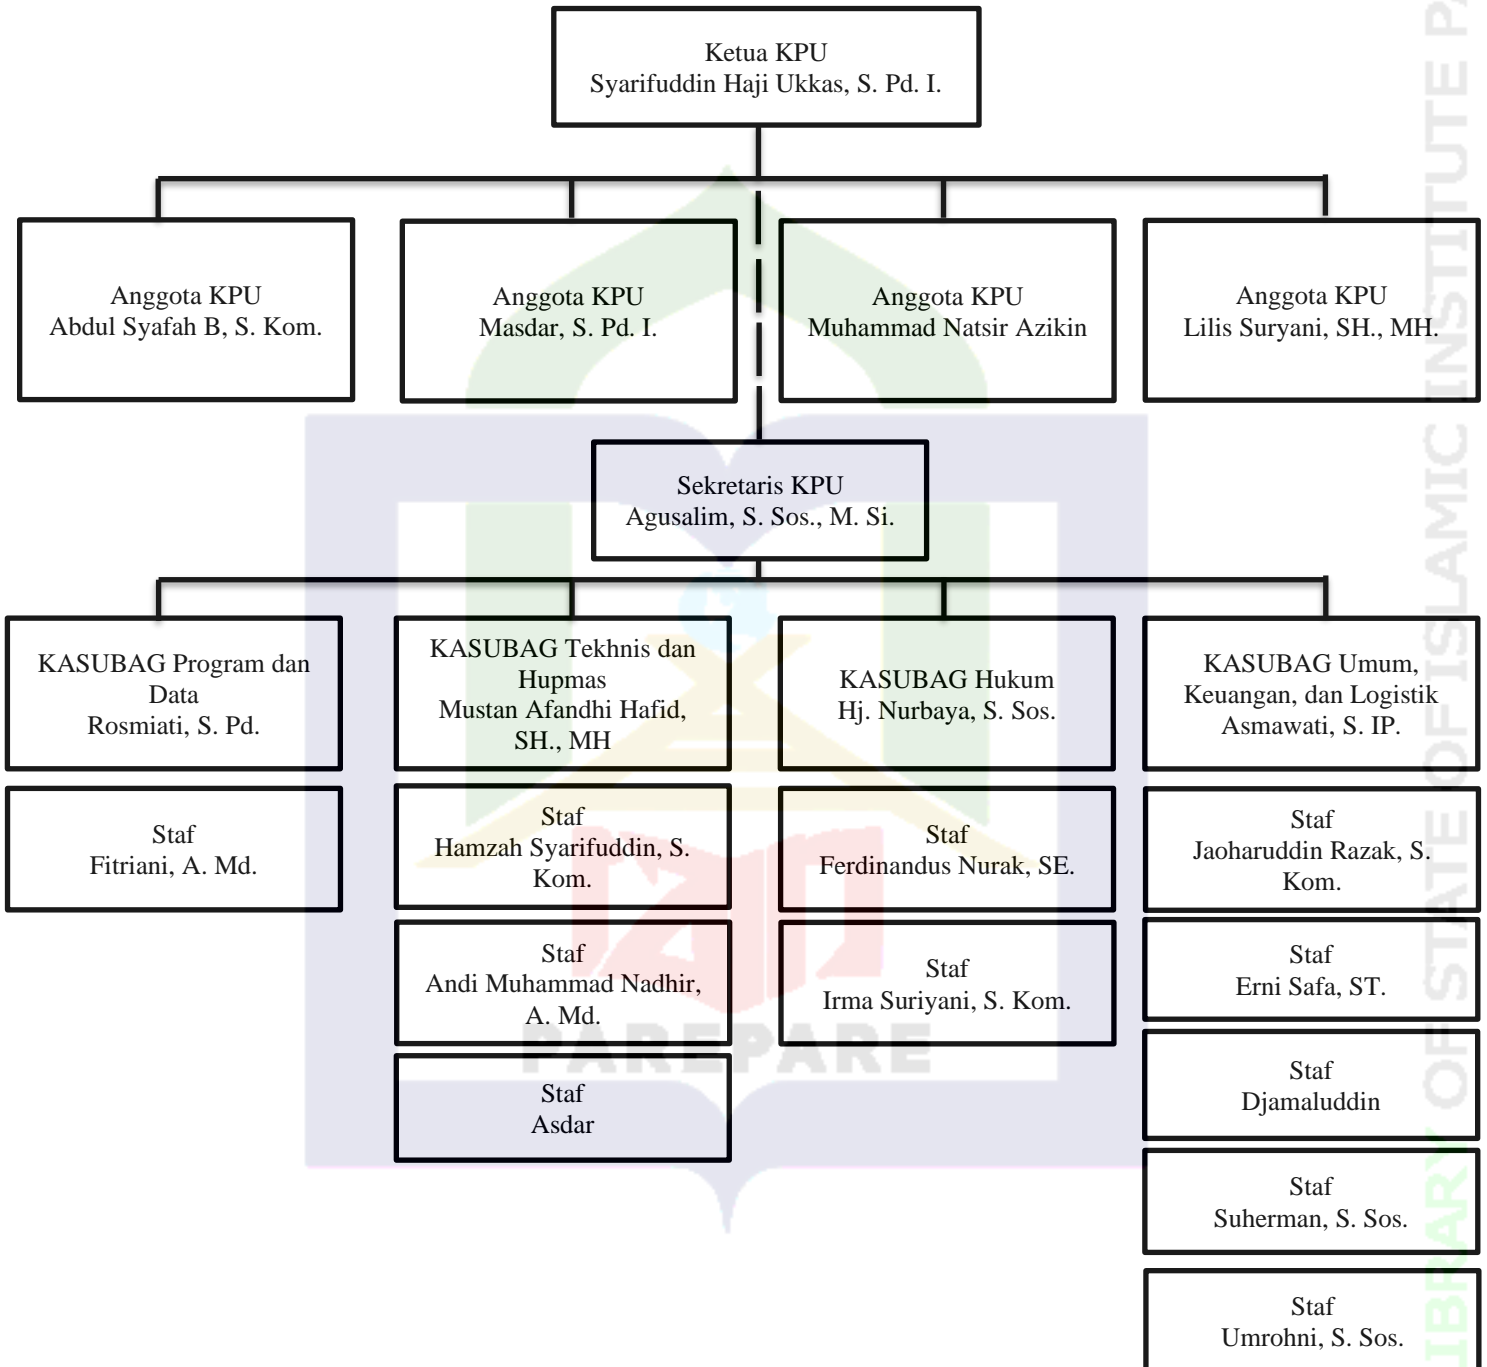 Ketua KPU
Syarifuddin Haji Ukkas, S. Pd. I.
Anggota KPU
Abdul Syafah B, S. Kom.
Anggota KPU
Masdar, S. Pd. I.
Anggota KPU
Muhammad Natsir Azikin
Anggota KPU
Lilis Suryani, SH., MH.
Sekretaris KPU
Agusalim, S. Sos., M. Si.
KASUBAG Program dan
Data
Rosmiati, S. Pd.
KASUBAG Tekhnis dan
Hupmas
Mustan Afandhi Hafid,
SH., MH
KASUBAG Hukum
Hj. Nurbaya, S. Sos.
KASUBAG Umum,
Keuangan, dan Logistik
Asmawati, S. IP.
Staf
Fitriani, A. Md.
Staf
Hamzah Syarifuddin, S.
Kom.
Staf
Ferdinandus Nurak, SE.
Staf
Jaoharuddin Razak, S.
Kom.
Staf
Andi Muhammad Nadhir,
A. Md.
Staf
Irma Suriyani, S. Kom.
Staf
Erni Safa, ST.
Staf
Asdar
Staf
Djamaluddin
Staf
Suherman, S. Sos.
Staf
Umrohni, S. Sos.
PAREPARE
OF STATE OF ISLAMIC INSTITUTE